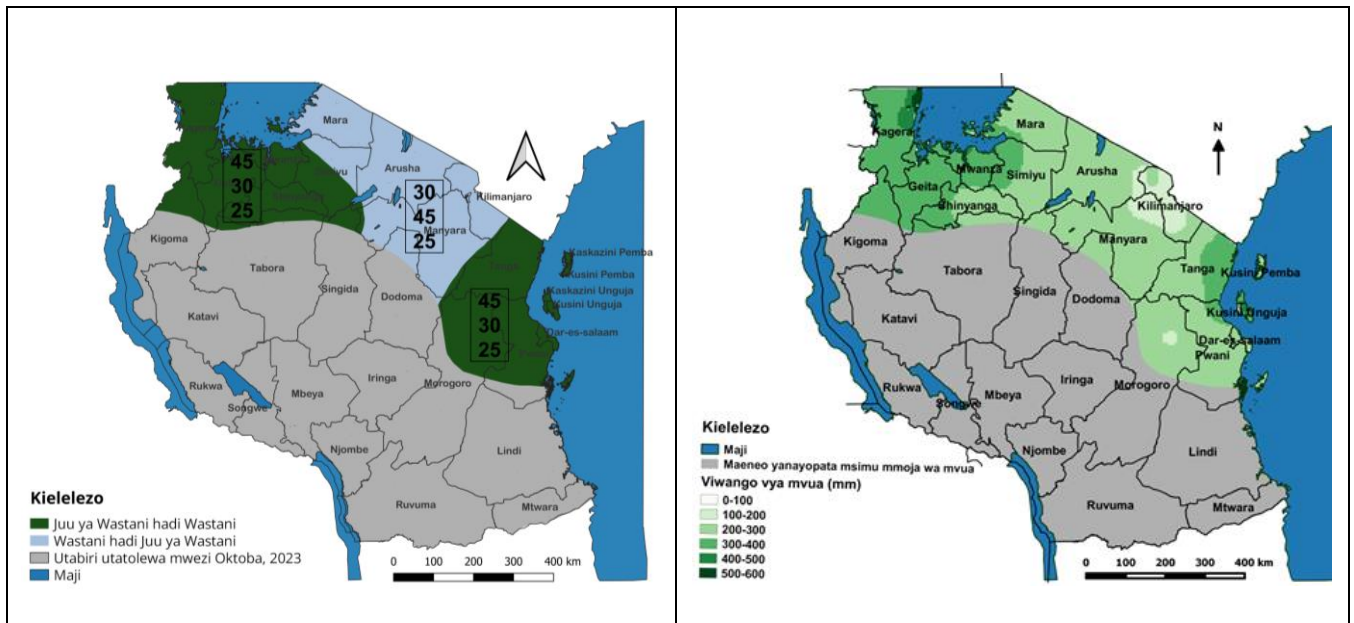 Mara
Arusha
45
30
25
30
45
25
Kilimanjaro
Manyara
Kigoma
Tabora
Singida
Dodoma
Kaskazini Pemba
Kusini Pemba
Kaskazini Unguja
Kusini Unguja
45
30
25
Dar-es-salaam
Katavi
Rukwa
Songwe
Mbeya
Iringa
Morogoro
Njombe
Lindi
Ruvuma
Mtwara
Kielelezo
Juu ya Wastani hadi Wastani
Wastani hadi Juu ya Wastani
Utabiri utatolewa mwezi Oktoba, 2023
Maji
0 100 200 300 400 km
N
Mara
Kagera
Mwanza
Simiyu
Arusha
Geita
Shinyanga
Kilimanjaro
Manyara
Kigoma
Tabora
Singida
Dodoma
Tanga
Kusini Pemba
Kusini Unguja
Dar-es-salaam
Pwani
Katavi
Rukwa
Songwe
Mbeya
Iringa
Morogoro
Njombe
Lindi
Ruvuma
Mtwara
Kielelezo
Maji
Maeneo yanayopata msimu mmoja wa mvua
Viwango vya mvua (mm)
0-100
100-200
200-300
300-400
400-500
500-600
0 100 200 300 400 km